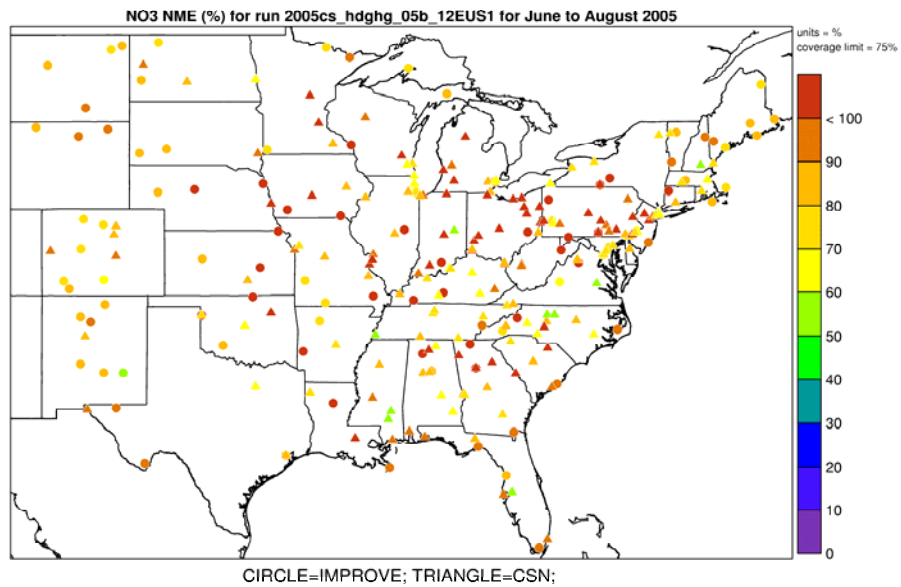 NO3 NME (%) for run 2005cs_hdghg_05b_12EUS1 for June to August 2005
units = %
coverage limit = 75%
< 100
90
80
70
60
50
40
30
20
10
0
CIRCLE=IMPROVE; TRIANGLE=CSN;